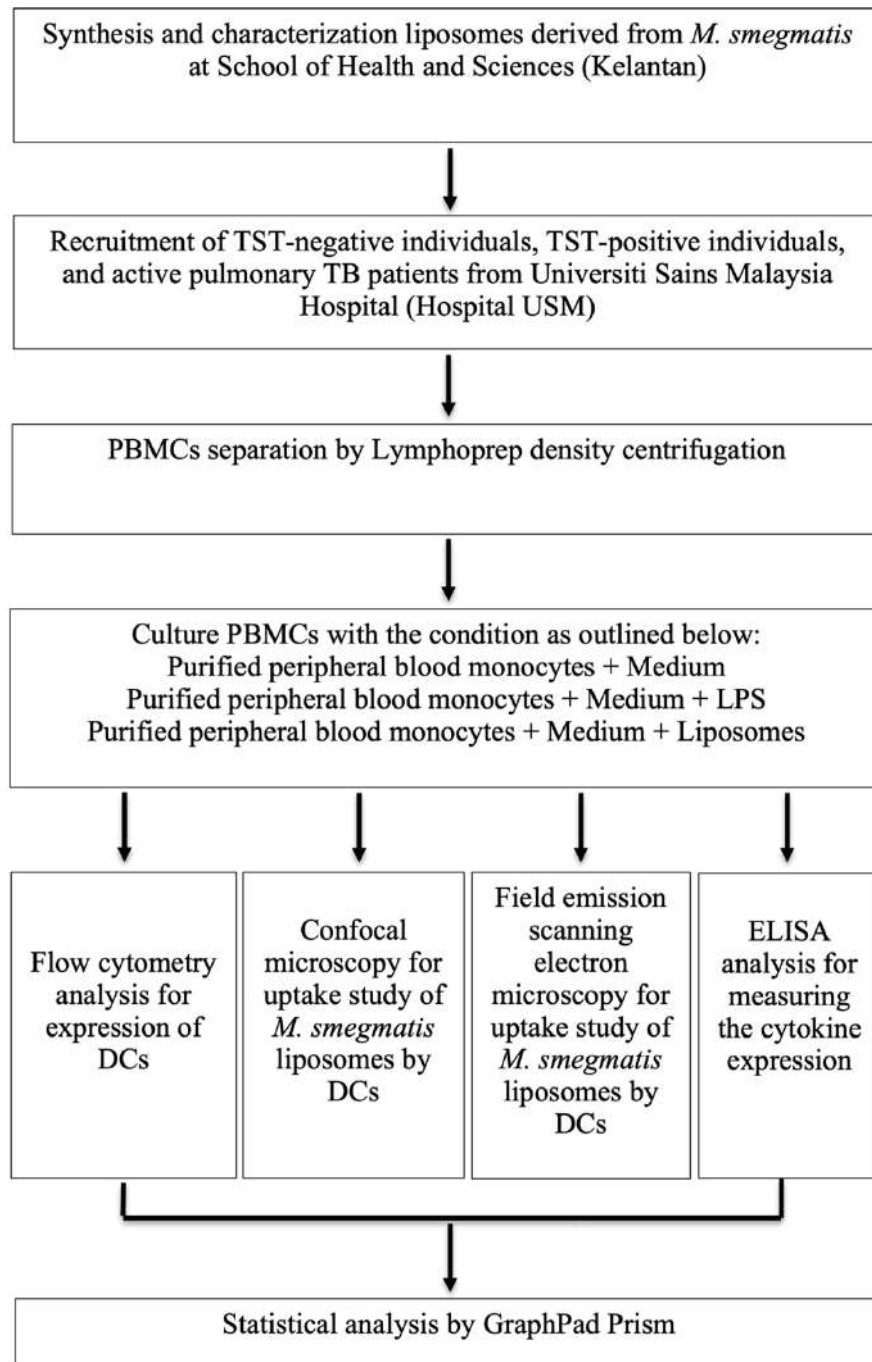 Synthesis and characterization liposomes derived from M. smegmatis
at School of Health and Sciences (Kelantan)
Recruitment of TST-negative individuals, TST-positive individuals,
and active pulmonary TB patients from Universiti Sains Malaysia
Hospital (Hospital USM)
PBMCs separation by Lymphoprep density centrifugation
Culture PBMCs with the condition as outlined below:
Purified peripheral blood monocytes + Medium
Purified peripheral blood monocytes + Medium + LPS
Purified peripheral blood monocytes + Medium + Liposomes
Flow cytometry
analysis for
expression of
DCs
Confocal
microscopy for
uptake study of
M. smegmatis
liposomes by
DCs
Field emission
scanning
electron
microscopy for
uptake study of
M. smegmatis
liposomes by
DCs
ELISA
analysis for
measuring
the cytokine
expression
Statistical analysis by GraphPad Prism